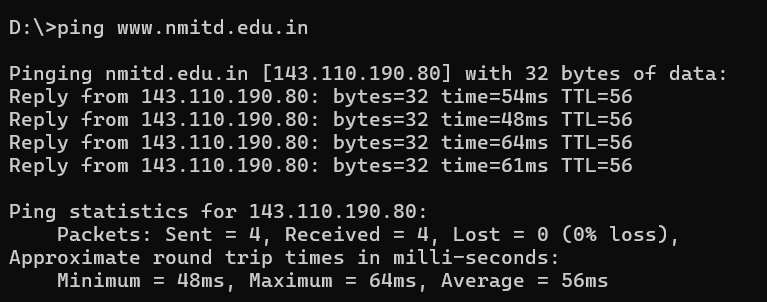 D:\>ping www.nmitd.edu.in
Pinging nmitd.edu.in [143.110.190.80] with 32 bytes of data:
Reply from 143.110.190.80: bytes=32 time=54ms TTL=56
Reply from 143.110.190.80: bytes=32 time=48ms TTL=56
Reply from 143.110.190.80: bytes=32 time=64ms TTL=56
Reply from 143.110.190.80: bytes=32 time=61ms TTL=56
Ping statistics for 143.110.190.80:
    Packets: Sent = 4, Received = 4, Lost = 0 (0% loss),
Approximate round trip times in milli-seconds:
    Minimum = 48ms, Maximum = 64ms, Average = 56ms